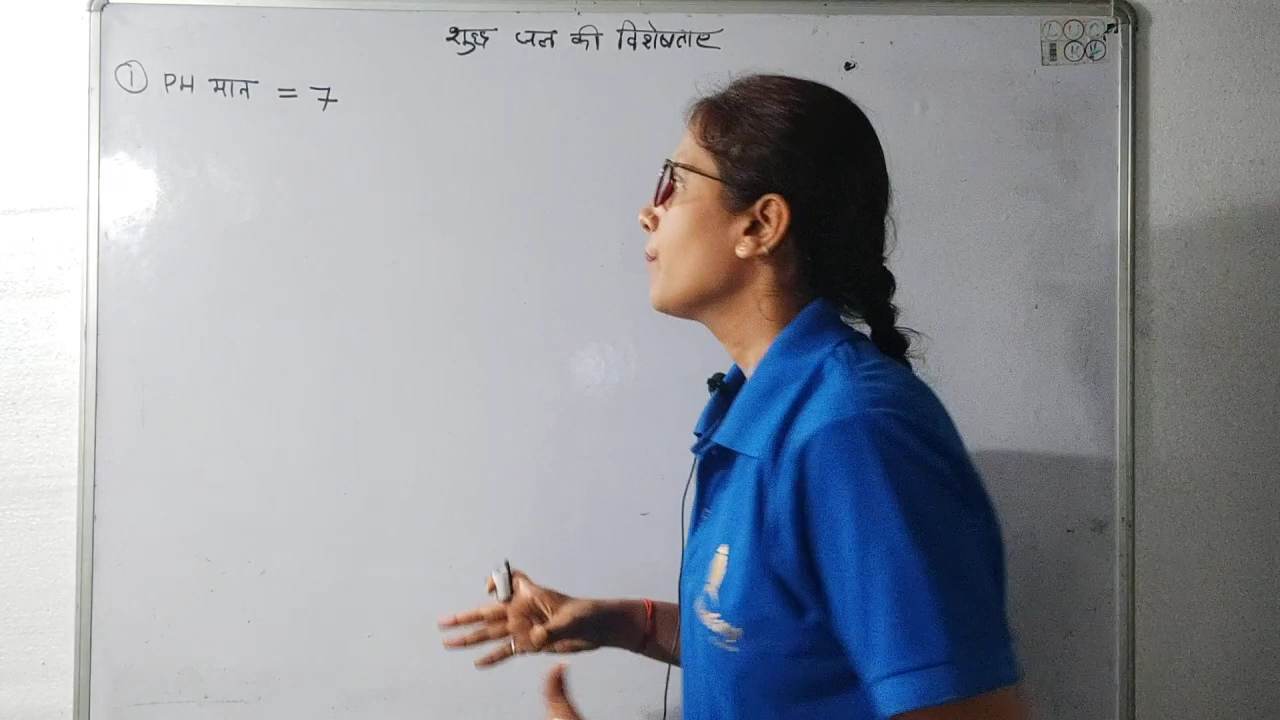 शुद्ध जल की विशेषताए
① PH मान = 7